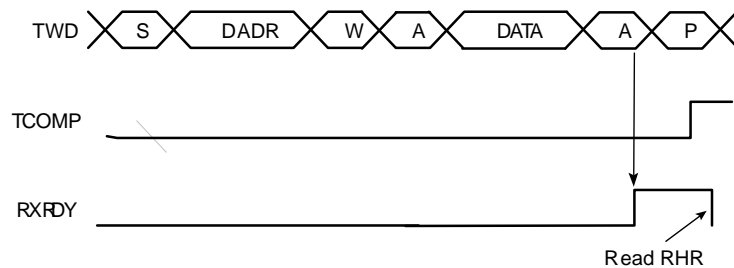 TWD S DADR W A DATA A P
TCOMP
RXRDY
Read RHR